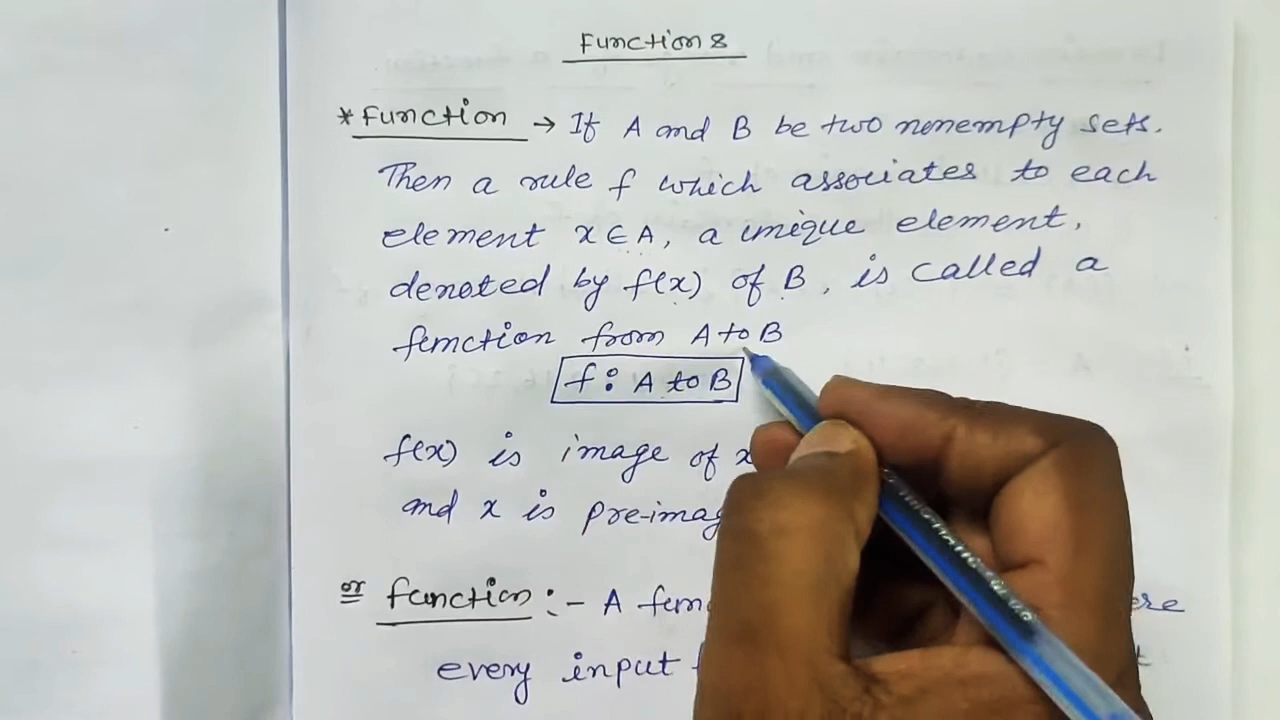 Functions
*Function → If A and B be two nonempty sets.
Then a rule f which associates to each
element x ∈ A, a unique element,
denoted by f(x) of B, is called a
function from A to B
f: A to B
f(x) is image of x
and x is pre-imag
or function :- A
every input